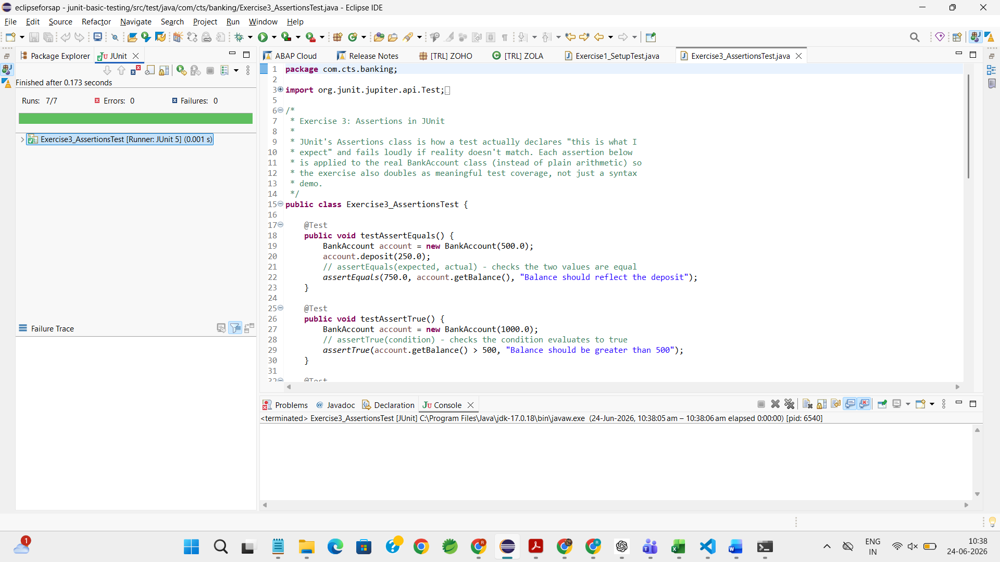 eclipseforsap - junit-basic-testing/src/test/java/com/cts/banking/Exercise3_AssertionsTest.java - Eclipse IDE
File Edit Source Refactor Navigate Search Project Run Window Help
Package Explorer JUnit
ABAP Cloud Release Notes [TRL] ZOHO [TRL] ZOLA Exercise1_SetupTest.java Exercise3_AssertionsTest.java
Finished after 0.173 seconds
Runs: 7/7 Errors: 0 Failures: 0
Exercise3_AssertionsTest [Runner: JUnit 5] (0.001 s)
Failure Trace
1 package com.cts.banking;
2
3 import org.junit.jupiter.api.Test;
5
6 /*
7 * Exercise 3: Assertions in JUnit
8 *
9 * JUnit's Assertions class is how a test actually declares "this is what I
10 * expect" and fails loudly if reality doesn't match. Each assertion below
11 * is applied to the real BankAccount class (instead of plain arithmetic) so
12 * the exercise also doubles as meaningful test coverage, not just a syntax
13 * demo.
14 */
15 public class Exercise3_AssertionsTest {
16
17 @Test
18 public void testAssertEquals() {
19 BankAccount account = new BankAccount(500.0);
20 account.deposit(250.0);
21 // assertEquals(expected, actual) - checks the two values are equal
22 assertEquals(750.0, account.getBalance(), "Balance should reflect the deposit");
23 }
24
25 @Test
26 public void testAssertTrue() {
27 BankAccount account = new BankAccount(1000.0);
28 // assertTrue(condition) - checks the condition evaluates to true
29 assertTrue(account.getBalance() > 500, "Balance should be greater than 500");
30 }
31
32 @Test
Problems Javadoc Declaration Console
<terminated> Exercise3_AssertionsTest [JUnit] C:\Program Files\Java\jdk-17.0.18\bin\javaw.exe (24-Jun-2026, 10:38:05 am – 10:38:06 am elapsed 0:00:00) [pid: 6540]
1
ENG
IN
10:38
24-06-2026